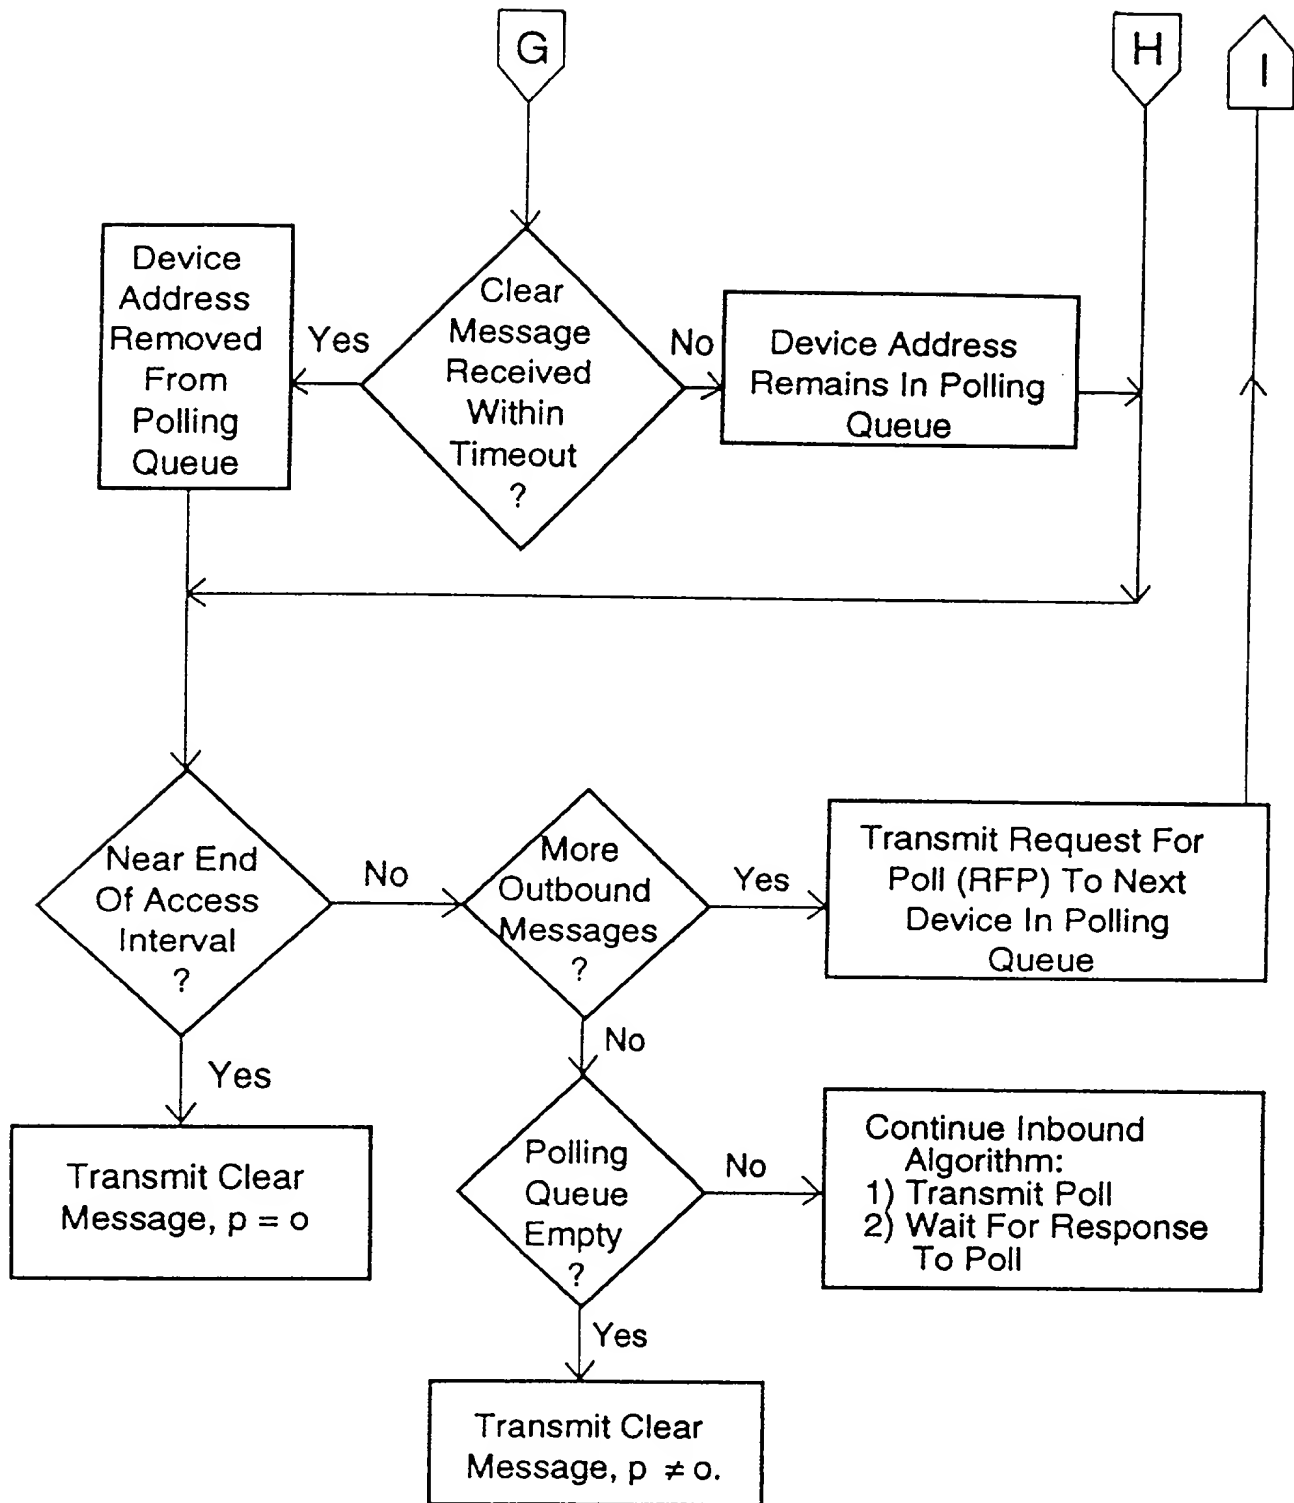 G
H
I
Device
Address
Removed
From
Polling
Queue
Yes
Clear
Message
Received
Within
Timeout
?
No
Device Address
Remains In Polling
Queue
Near End
Of Access
Interval
?
No
More
Outbound
Messages
?
Yes
Transmit Request For
Poll (RFP) To Next
Device In Polling
Queue
Yes
No
Transmit Clear
Message, p = o
Polling
Queue
Empty
?
No
Continue Inbound
Algorithm:
1) Transmit Poll
2) Wait For Response
To Poll
Yes
Transmit Clear
Message, p ≠ o.